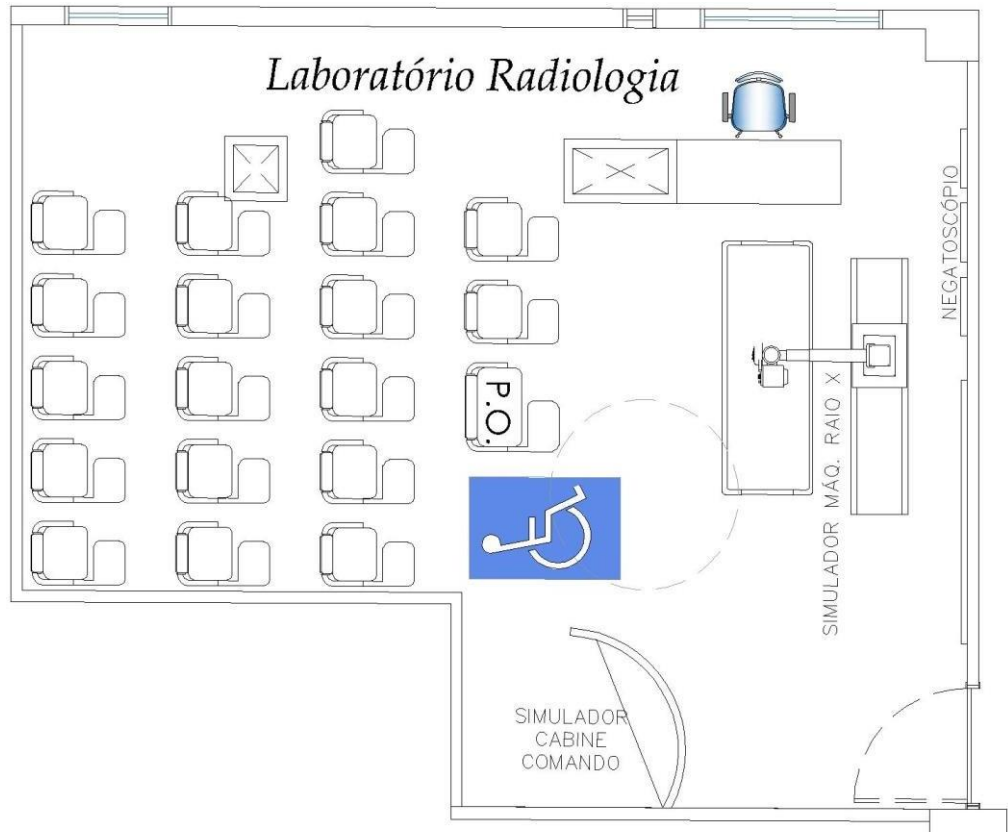 Laboratório Radiologia
NEGATOSCÓPIO
P.O.
SIMULADOR MÁQ. RAIO X
SIMULADOR
CABINE
COMANDO